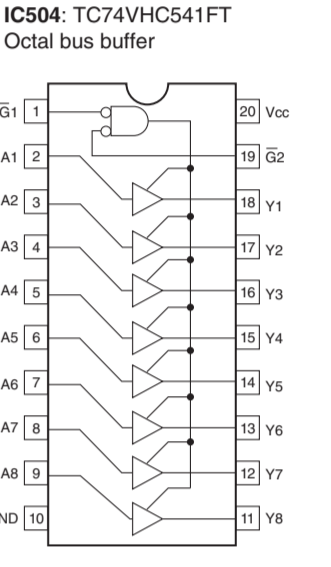 IC504: TC74VHC541FT
Octal bus buffer
G1 1 20 Vcc
A1 2 19 G2
A2 3 18 Y1
A3 4 17 Y2
A4 5 16 Y3
A5 6 15 Y4
A6 7 14 Y5
A7 8 13 Y6
A8 9 12 Y7
ND 10 11 Y8